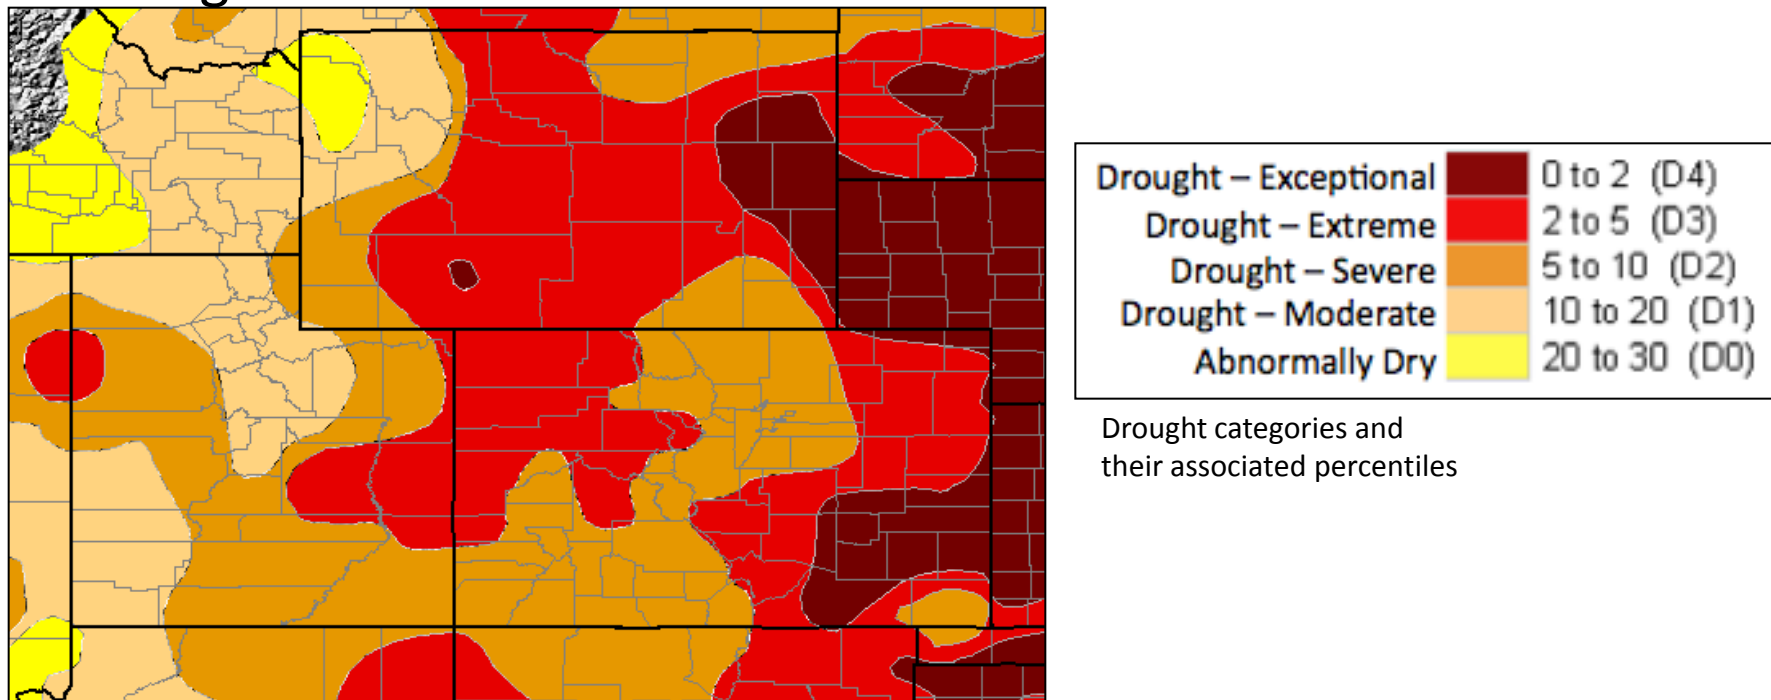 Drought – Exceptional 0 to 2 (D4)
Drought – Extreme 2 to 5 (D3)
Drought – Severe 5 to 10 (D2)
Drought – Moderate 10 to 20 (D1)
Abnormally Dry 20 to 30 (D0)
Drought categories and
their associated percentiles